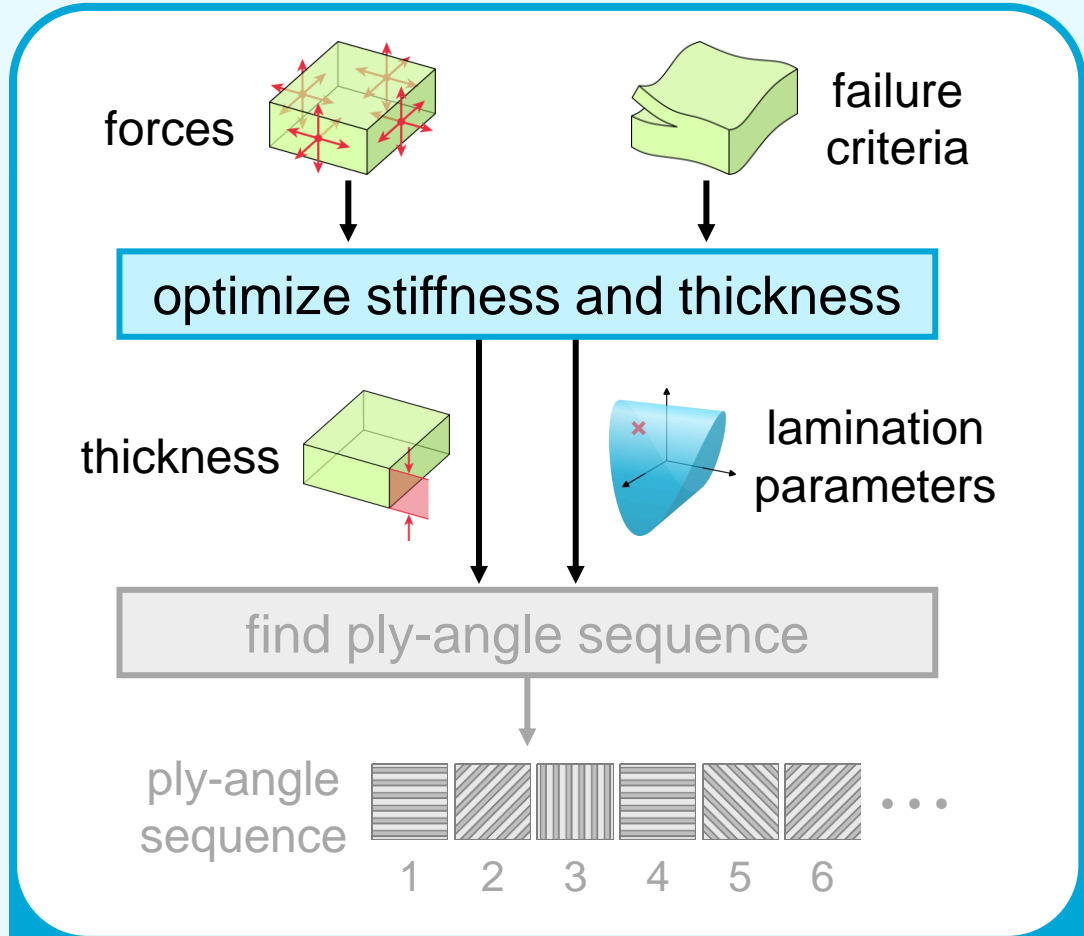 forces
failure
criteria
optimize stiffness and thickness
thickness
lamination
parameters
find ply-angle sequence
ply-angle
sequence
1 2 3 4 5 6